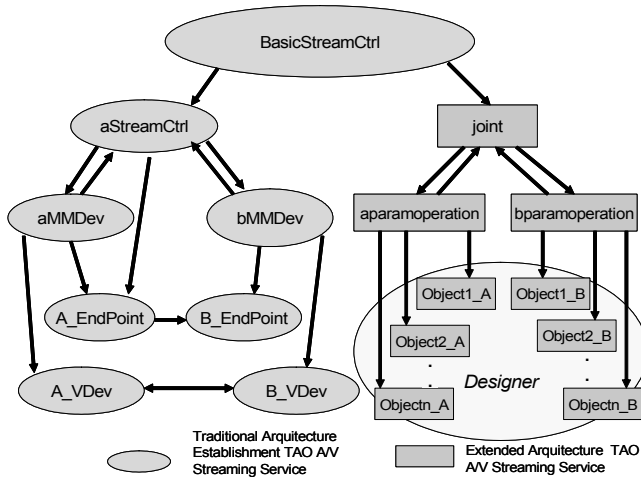 BasicStreamCtrl
aStreamCtrl
joint
aMMDev
bMMDev
aparamoperation
bparamoperation
A_EndPoint
B_EndPoint
Object1_A
Object1_B
Object2_A
Object2_B
.
.
.
.
Designer
A_VDev
B_VDev
Objectn_A
Objectn_B
Traditional Arquitecture
Establishment TAO A/V
Streaming Service
Extended Arquitecture TAO
A/V Streaming Service